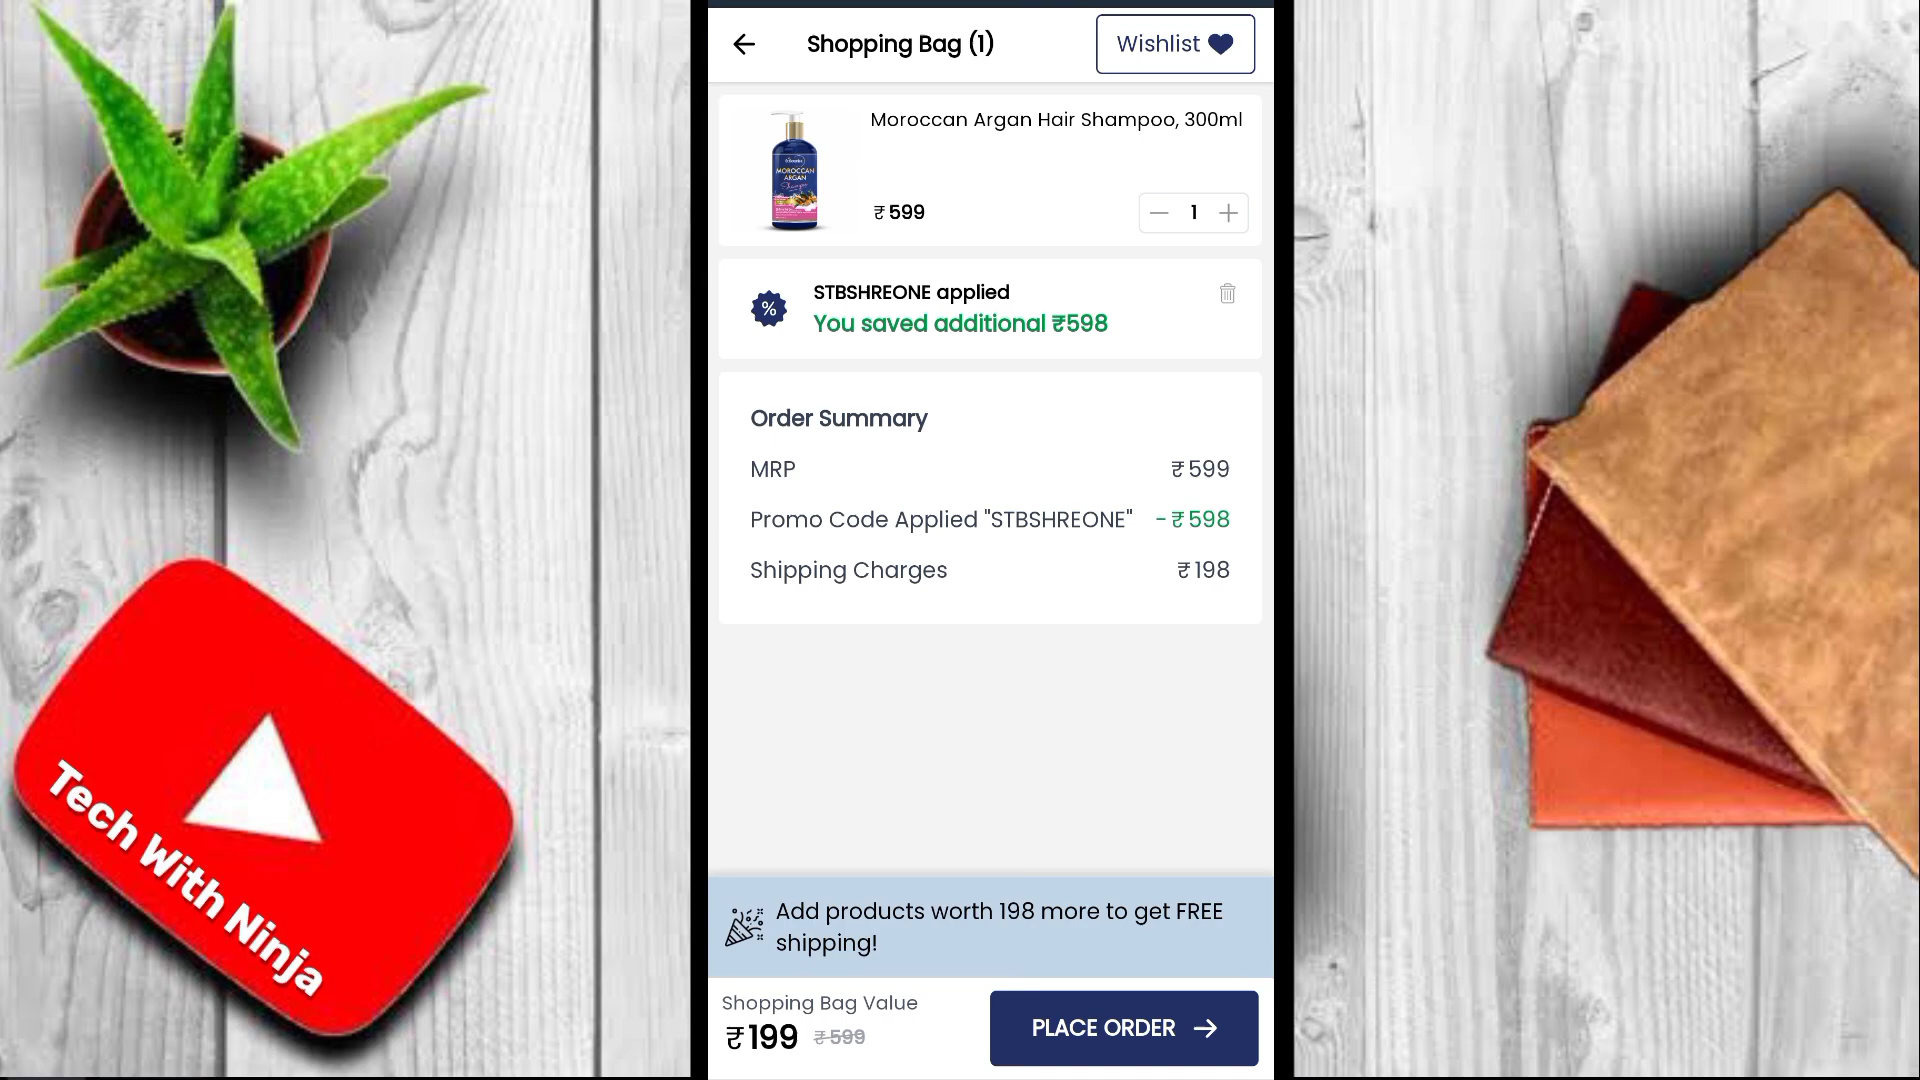 Shopping Bag (1)
Wishlist
Moroccan Argan Hair Shampoo, 300ml
MOROCCAN
ARGAN
₹ 599
1
%
STBSHREONE applied
You saved additional ₹598
Order Summary
MRP ₹ 599
Promo Code Applied "STBSHREONE" - ₹ 598
Shipping Charges ₹ 198
Tech With Ninja
Add products worth 198 more to get FREE
shipping!
Shopping Bag Value
₹ 199 ₹ 599
PLACE ORDER